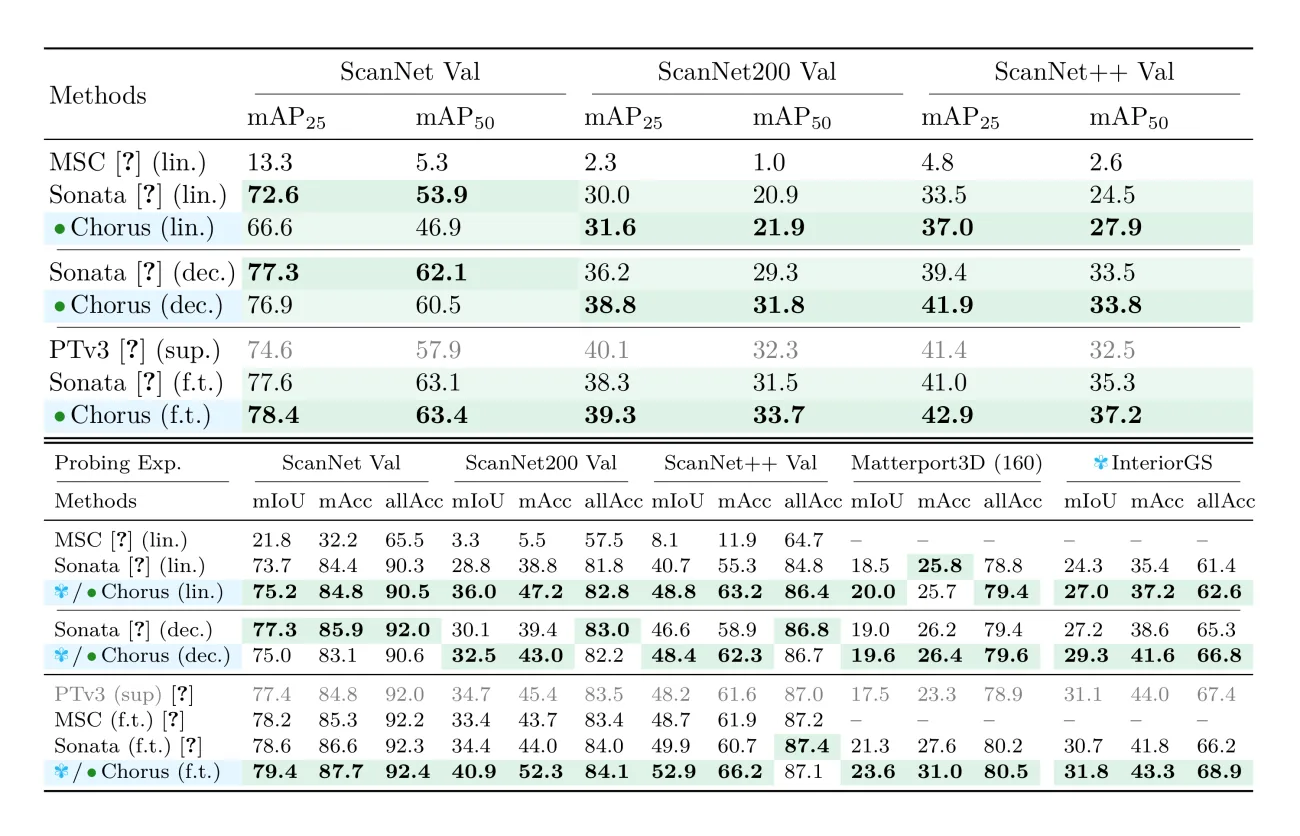 ScanNet Val ScanNet200 Val ScanNet++ Val
Methods
mAP25 mAP50 mAP25 mAP50 mAP25 mAP50
MSC [?] (lin.) 13.3 5.3 2.3 1.0 4.8 2.6
Sonata [?] (lin.) 72.6 53.9 30.0 20.9 33.5 24.5
● Chorus (lin.) 66.6 46.9 31.6 21.9 37.0 27.9
Sonata [?] (dec.) 77.3 62.1 36.2 29.3 39.4 33.5
● Chorus (dec.) 76.9 60.5 38.8 31.8 41.9 33.8
PTv3 [?] (sup.) 74.6 57.9 40.1 32.3 41.4 32.5
Sonata [?] (f.t.) 77.6 63.1 38.3 31.5 41.0 35.3
● Chorus (f.t.) 78.4 63.4 39.3 33.7 42.9 37.2
Probing Exp. ScanNet Val ScanNet200 Val ScanNet++ Val Matterport3D (160) InteriorGS
Methods mIoU mAcc allAcc mIoU mAcc allAcc mIoU mAcc allAcc mIoU mAcc allAcc mIoU mAcc allAcc
MSC [?] (lin.) 21.8 32.2 65.5 3.3 5.5 57.5 8.1 11.9 64.7 – – – – – –
Sonata [?] (lin.) 73.7 84.4 90.3 28.8 38.8 81.8 40.7 55.3 84.8 18.5 25.8 78.8 24.3 35.4 61.4
/ ● Chorus (lin.) 75.2 84.8 90.5 36.0 47.2 82.8 48.8 63.2 86.4 20.0 25.7 79.4 27.0 37.2 62.6
Sonata [?] (dec.) 77.3 85.9 92.0 30.1 39.4 83.0 46.6 58.9 86.8 19.0 26.2 79.4 27.2 38.6 65.3
/ ● Chorus (dec.) 75.0 83.1 90.6 32.5 43.0 82.2 48.4 62.3 86.7 19.6 26.4 79.6 29.3 41.6 66.8
PTv3 (sup) [?] 77.4 84.8 92.0 34.7 45.4 83.5 48.2 61.6 87.0 17.5 23.3 78.9 31.1 44.0 67.4
MSC (f.t.) [?] 78.2 85.3 92.2 33.4 43.7 83.4 48.7 61.9 87.2 – – – – – –
Sonata (f.t.) [?] 78.6 86.6 92.3 34.4 44.0 84.0 49.9 60.7 87.4 21.3 27.6 80.2 30.7 41.8 66.2
/ ● Chorus (f.t.) 79.4 87.7 92.4 40.9 52.3 84.1 52.9 66.2 87.1 23.6 31.0 80.5 31.8 43.3 68.9